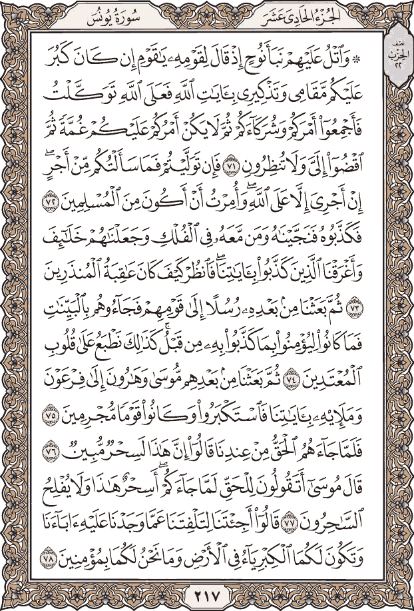 سُورَةُ يُونُسَ
الجُزْءُ الحَادِي عَشَرَ
نصف
الحزب
٢٢
۞ وَٱتۡلُ عَلَيۡهِمۡ نَبَأَ نُوحٍ إِذۡ قَالَ لِقَوۡمِهِۦ يَٰقَوۡمِ إِن كَانَ كَبُرَ
عَلَيۡكُم مَّقَامِي وَتَذۡكِيرِي بِـَٔايَٰتِ ٱللَّهِ فَعَلَى ٱللَّهِ تَوَكَّلۡتُ
فَأَجۡمِعُوٓاْ أَمۡرَكُمۡ وَشُرَكَآءَكُمۡ ثُمَّ لَا يَكُنۡ أَمۡرُكُمۡ عَلَيۡكُمۡ غُمَّةٗ ثُمَّ
ٱقۡضُوٓاْ إِلَيَّ وَلَا تُنظِرُونِ ٧١ فَإِن تَوَلَّيۡتُمۡ فَمَا سَأَلۡتُكُم مِّنۡ أَجۡرٍۖ
إِنۡ أَجۡرِيَ إِلَّا عَلَى ٱللَّهِۖ وَأُمِرۡتُ أَنۡ أَكُونَ مِنَ ٱلۡمُسۡلِمِينَ ٧٢
فَكَذَّبُوهُ فَنَجَّيۡنَٰهُ وَمَن مَّعَهُۥ فِي ٱلۡفُلۡكِ وَجَعَلۡنَٰهُمۡ خَلَٰٓئِفَ
وَأَغۡرَقۡنَا ٱلَّذِينَ كَذَّبُواْ بِـَٔايَٰتِنَاۖ فَٱنظُرۡ كَيۡفَ كَانَ عَٰقِبَةُ ٱلۡمُنذَرِينَ
٧٣ ثُمَّ بَعَثۡنَا مِنۢ بَعۡدِهِۦ رُسُلًا إِلَىٰ قَوۡمِهِمۡ فَجَآءُوهُم بِٱلۡبَيِّنَٰتِ
فَمَا كَانُواْ لِيُؤۡمِنُواْ بِمَا كَذَّبُواْ بِهِۦ مِن قَبۡلُۚ كَذَٰلِكَ نَطۡبَعُ عَلَىٰ قُلُوبِ
ٱلۡمُعۡتَدِينَ ٧٤ ثُمَّ بَعَثۡنَا مِنۢ بَعۡدِهِم مُّوسَىٰ وَهَٰرُونَ إِلَىٰ فِرۡعَوۡنَ
وَمَلَإِيْهِۦ بِـَٔايَٰتِنَا فَٱسۡتَكۡبَرُواْ وَكَانُواْ قَوۡمٗا مُّجۡرِمِينَ ٧٥
فَلَمَّا جَآءَهُمُ ٱلۡحَقُّ مِنۡ عِندِنَا قَالُوٓاْ إِنَّ هَٰذَا لَسِحۡرٞ مُّبِينٞ ٧٦
قَالَ مُوسَىٰٓ أَتَقُولُونَ لِلۡحَقِّ لَمَّا جَآءَكُمۡۖ أَسِحۡرٌ هَٰذَا وَلَا يُفۡلِحُ
ٱلسَّٰحِرُونَ ٧٧ قَالُوٓاْ أَجِئۡتَنَا لِتَلۡفِتَنَا عَمَّا وَجَدۡنَا عَلَيۡهِ ءَابَآءَنَا
وَتَكُونَ لَكُمَا ٱلۡكِبۡرِيَآءُ فِي ٱلۡأَرۡضِ وَمَا نَحۡنُ لَكُمَا بِمُؤۡمِنِينَ ٧٨
٢١٧